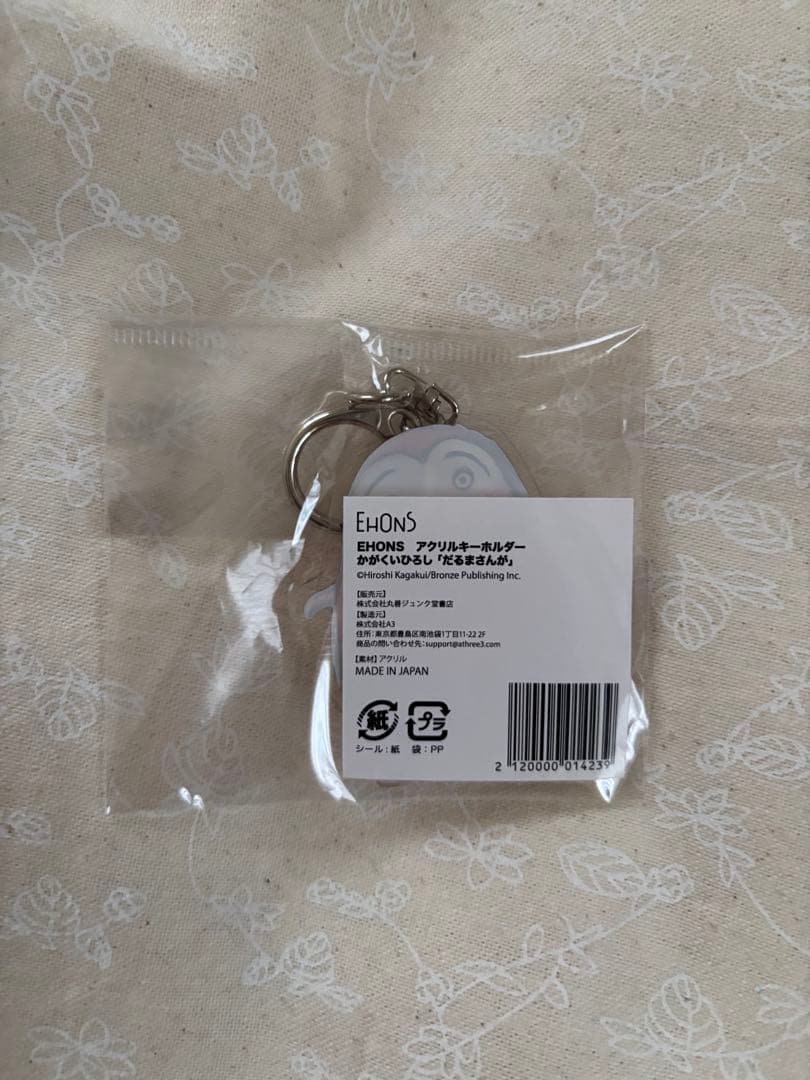 EHONS
EHONS アクリルキーホルダー
かがくいひろし「だるまさんが」
©Hiroshi Kagakui/Bronze Publishing Inc.
【販売元】
株式会社丸善ジュンク堂書店
【製造元】
株式会社A3
住所:東京都豊島区南池袋1丁目11-22 2F
商品の問い合わせ先:support@athree3.com
【素材】アクリル
MADE IN JAPAN
紙 プラ
シール:紙 袋:PP
2 120000 014239